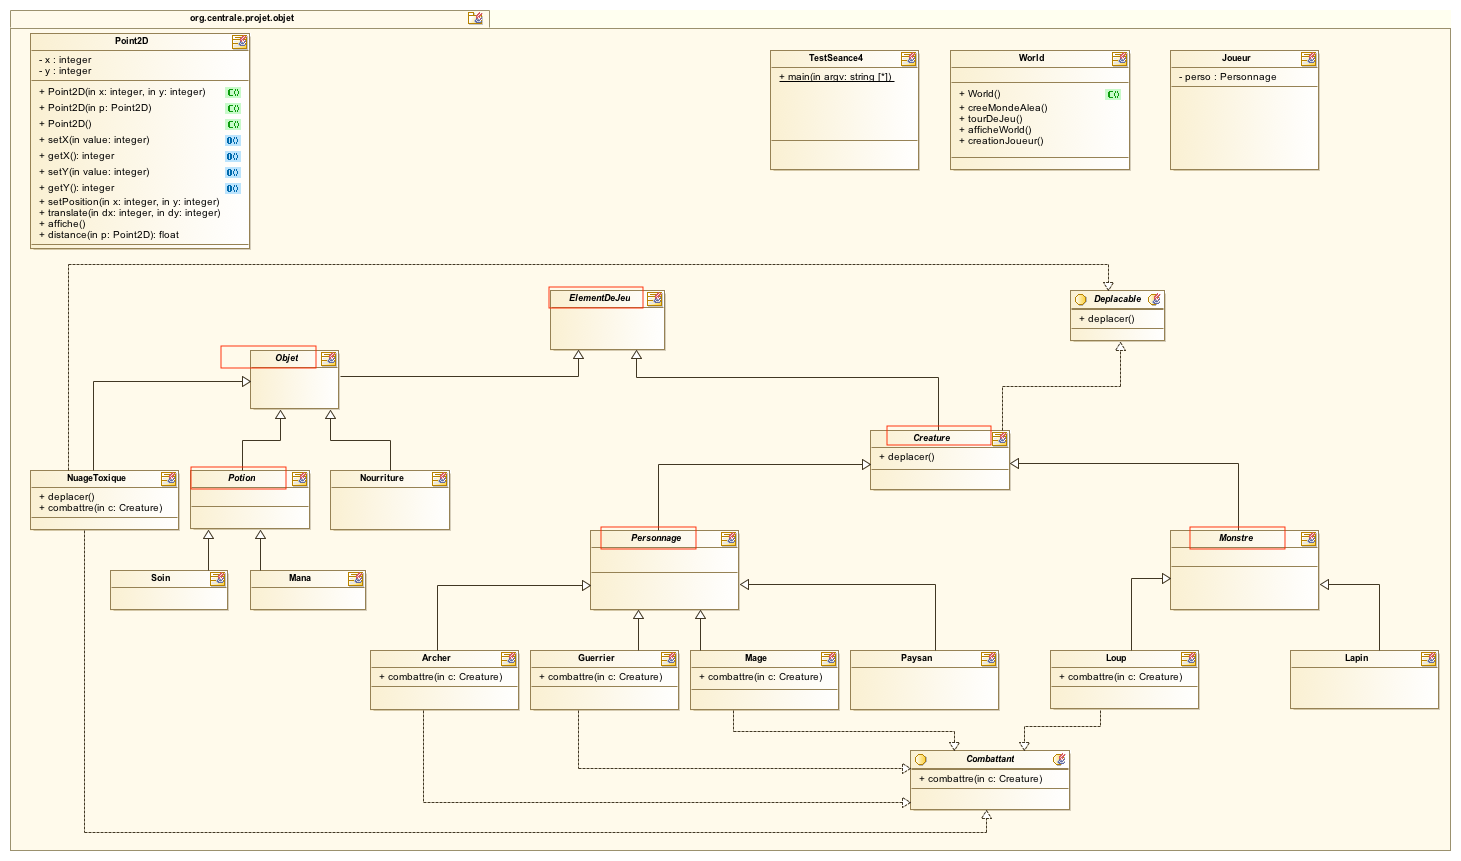 org.centrale.projet.objet
Point2D
- x : integer
- y : integer
+ Point2D(in x: integer, in y: integer)
+ Point2D(in p: Point2D)
+ Point2D()
+ setX(in value: integer)
+ getX(): integer
+ setY(in value: integer)
+ getY(): integer
+ setPosition(in x: integer, in y: integer)
+ translate(in dx: integer, in dy: integer)
+ affiche()
+ distance(in p: Point2D): float
TestSeance4
+ main(in argv: string [*])
World
+ World()
+ creeMondeAlea()
+ tourDeJeu()
+ afficheWorld()
+ creationJoueur()
Joueur
- perso : Personnage
ElementDeJeu
Deplacable
+ deplacer()
Objet
Creature
+ deplacer()
NuageToxique
+ deplacer()
+ combattre(in c: Creature)
Potion
Nourriture
Personnage
Monstre
Soin
Mana
Archer
+ combattre(in c: Creature)
Guerrier
+ combattre(in c: Creature)
Mage
+ combattre(in c: Creature)
Paysan
Loup
+ combattre(in c: Creature)
Lapin
Combattant
+ combattre(in c: Creature)